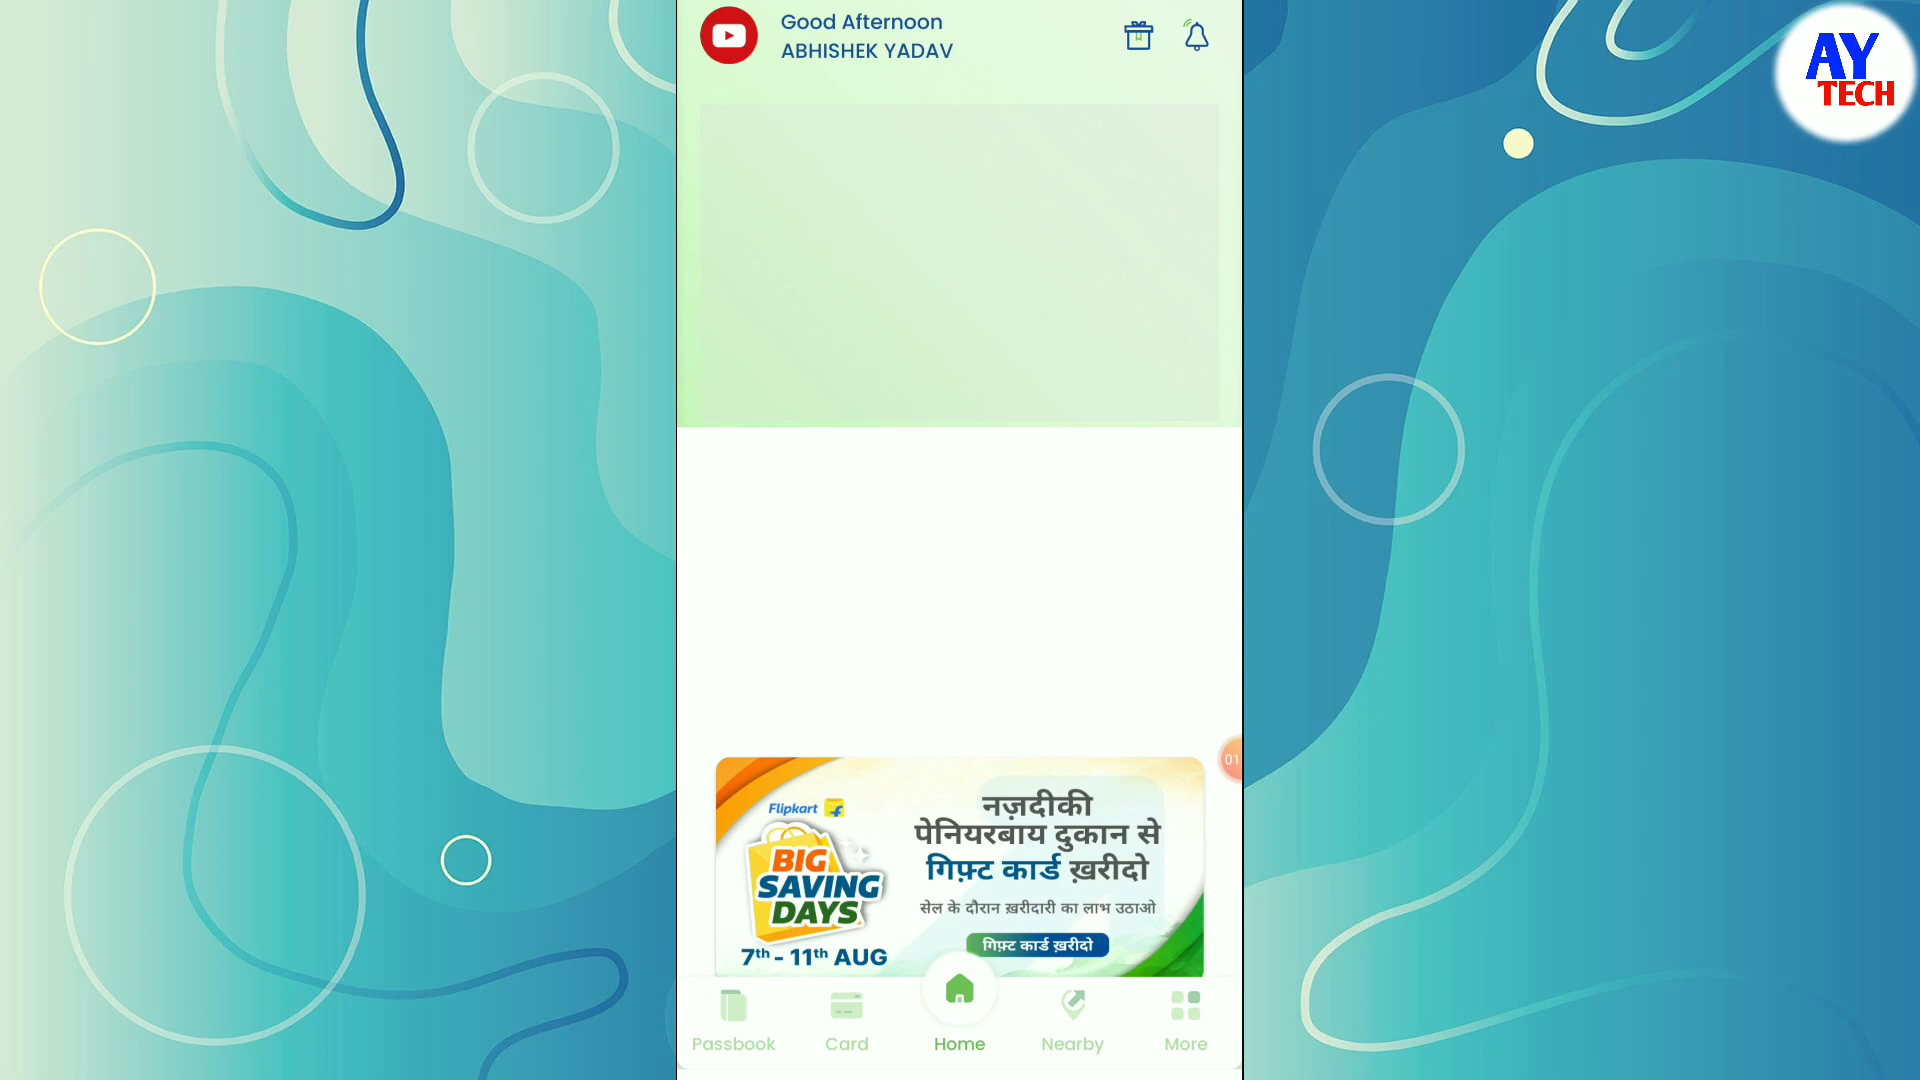 Good Afternoon
ABHISHEK YADAV
AY
TECH
01
Flipkart
BIG
SAVING
DAYS
7th - 11th AUG
नज़दीकी
पेनियरबाय दुकान से
गिफ़्ट कार्ड ख़रीदो
सेल के दौरान ख़रीदारी का लाभ उठाओ
गिफ़्ट कार्ड ख़रीदो
Passbook
Card
Home
Nearby
More